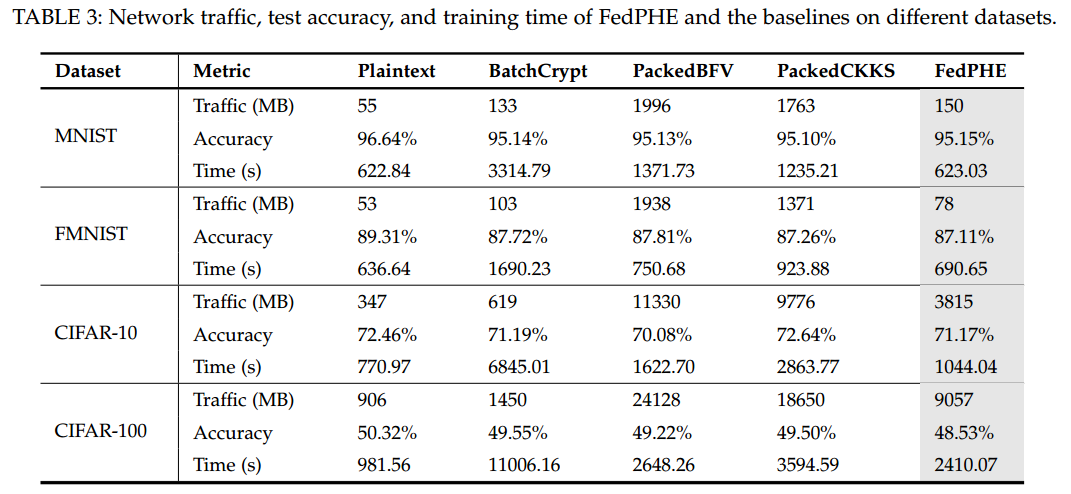 TABLE 3: Network traffic, test accuracy, and training time of FedPHE and the baselines on different datasets.
Dataset Metric Plaintext BatchCrypt PackedBFV PackedCKKS FedPHE
MNIST
Traffic (MB) 55 133 1996 1763 150
Accuracy 96.64% 95.14% 95.13% 95.10% 95.15%
Time (s) 622.84 3314.79 1371.73 1235.21 623.03
FMNIST
Traffic (MB) 53 103 1938 1371 78
Accuracy 89.31% 87.72% 87.81% 87.26% 87.11%
Time (s) 636.64 1690.23 750.68 923.88 690.65
CIFAR-10
Traffic (MB) 347 619 11330 9776 3815
Accuracy 72.46% 71.19% 70.08% 72.64% 71.17%
Time (s) 770.97 6845.01 1622.70 2863.77 1044.04
CIFAR-100
Traffic (MB) 906 1450 24128 18650 9057
Accuracy 50.32% 49.55% 49.22% 49.50% 48.53%
Time (s) 981.56 11006.16 2648.26 3594.59 2410.07